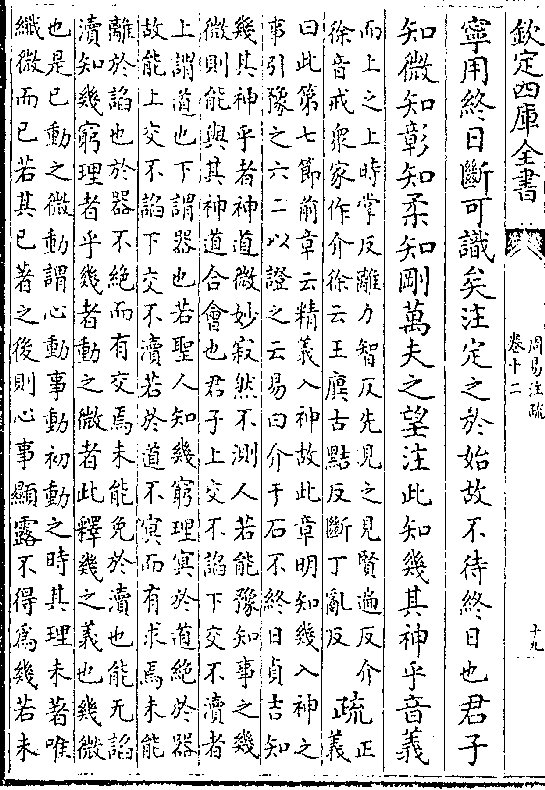 欽定四庫全書
周易注疏
卷十二
十九
寧用終日斷可識矣注定之於始故不待終日也君子
知微知彰知柔知剛萬夫之望注此知幾其神乎音義
而上之上時掌反離力智反先見之見賢遍反介
徐音戒衆家作介徐云王廙古黠反斷丁亂反
疏
正
義
曰此第七節前章云精義入神故此章明知幾入神之
事引豫之六二以證之云易曰介于石不終日貞吉知
幾其神乎者神道微妙寂然不測人若能豫知事之幾
微則能與其神道合會也君子上交不諂下交不瀆者
上謂道也下謂器也若聖人知幾窮理冥於道絶於器
故能上交不諂下交不瀆若於道不冥而有求焉未能
離於諂也於器不絶而有交焉未能免於瀆也能无諂
瀆知幾窮理者乎幾者動之微者此釋幾之義也幾微
也是已動之微動謂心動事動初動之時其理未著唯
纖微而已若其已著之後則心事顯露不得爲幾若未